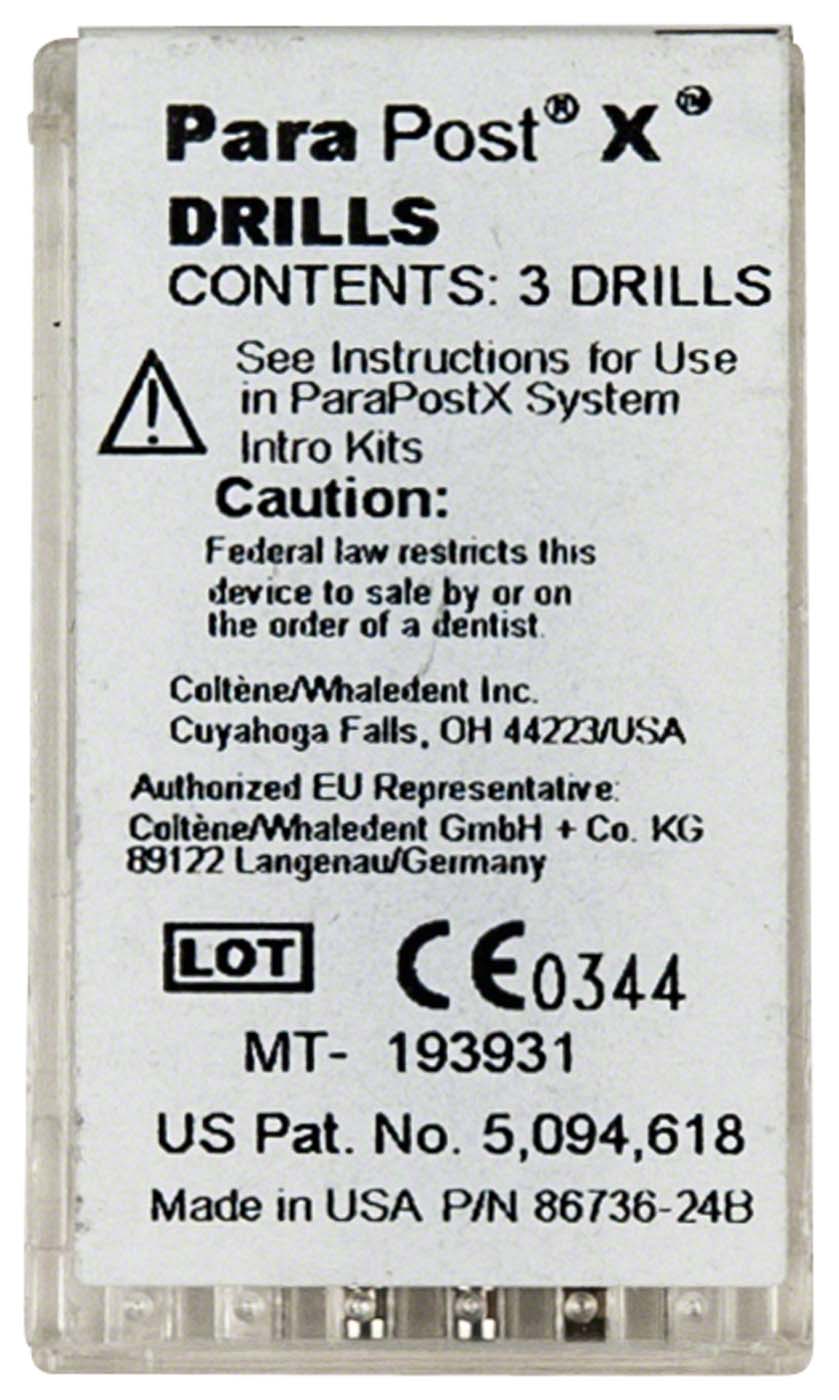 Para Post® X™
DRILLS
CONTENTS: 3 DRILLS
See Instructions for Use
in ParaPostX System
Intro Kits
Caution:
Federal law restricts this
device to sale by or on
the order of a dentist.
Coltène/Whaledent Inc.
Cuyahoga Falls, OH 44223/USA
Authorized EU Representative:
Coltène/Whaledent GmbH + Co. KG
89122 Langenau/Germany
LOT CE0344
MT- 193931
US Pat. No. 5,094,618
Made in USA P/N 86736-24B